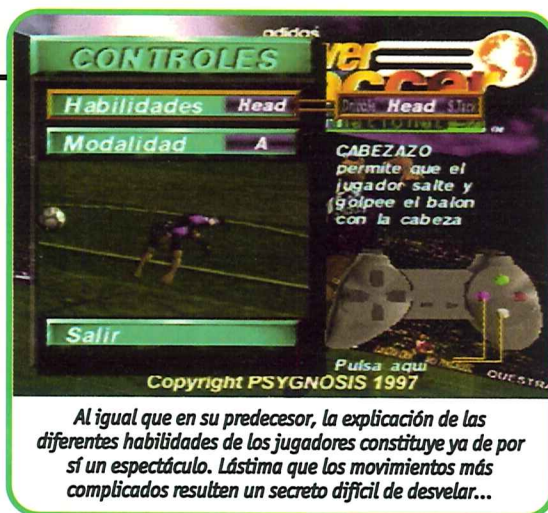 adidas
CONTROLES
Habilidades Head
Head S.Tack
Modalidad A
CABEZAZO
permite que el
jugador salte y
golpee el balon
con la cabeza
Salir
Pulsa aqui
QUESTRA
Copyright PSYGNOSIS 1997
Al igual que en su predecesor, la explicación de las
diferentes habilidades de los jugadores constituye ya de por
sí un espectáculo. Lástima que los movimientos más
complicados resulten un secreto difícil de desvelar...